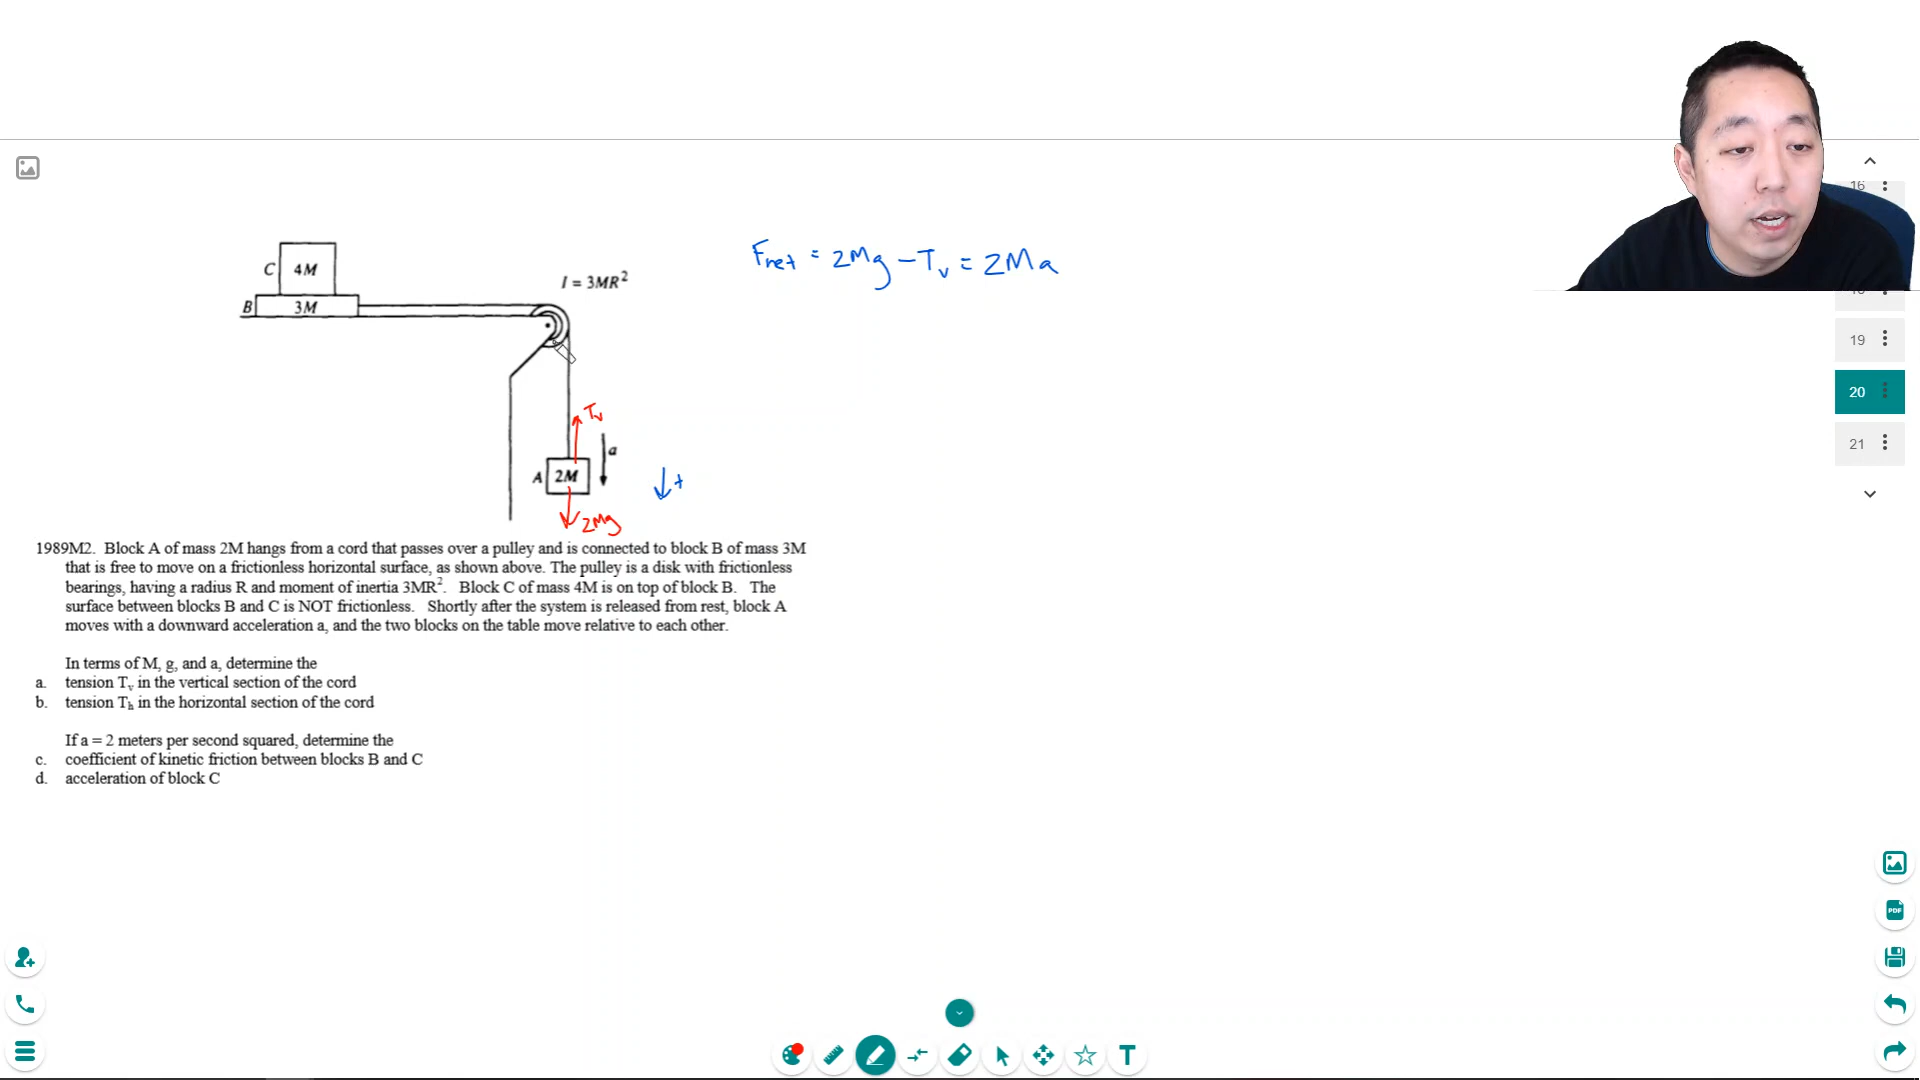 F_net = 2Mg - T_v = 2Ma
C 4M
I = 3MR²
B 3M
T_v
a
A 2M
↓+
2Mg
1989M2. Block A of mass 2M hangs from a cord that passes over a pulley and is connected to block B of mass 3M
that is free to move on a frictionless horizontal surface, as shown above. The pulley is a disk with frictionless
bearings, having a radius R and moment of inertia 3MR². Block C of mass 4M is on top of block B. The
surface between blocks B and C is NOT frictionless. Shortly after the system is released from rest, block A
moves with a downward acceleration a, and the two blocks on the table move relative to each other.
In terms of M, g, and a, determine the
a. tension Tᵥ in the vertical section of the cord
b. tension Tₕ in the horizontal section of the cord
If a = 2 meters per second squared, determine the
c. coefficient of kinetic friction between blocks B and C
d. acceleration of block C
16
19
20
21
PDF
T